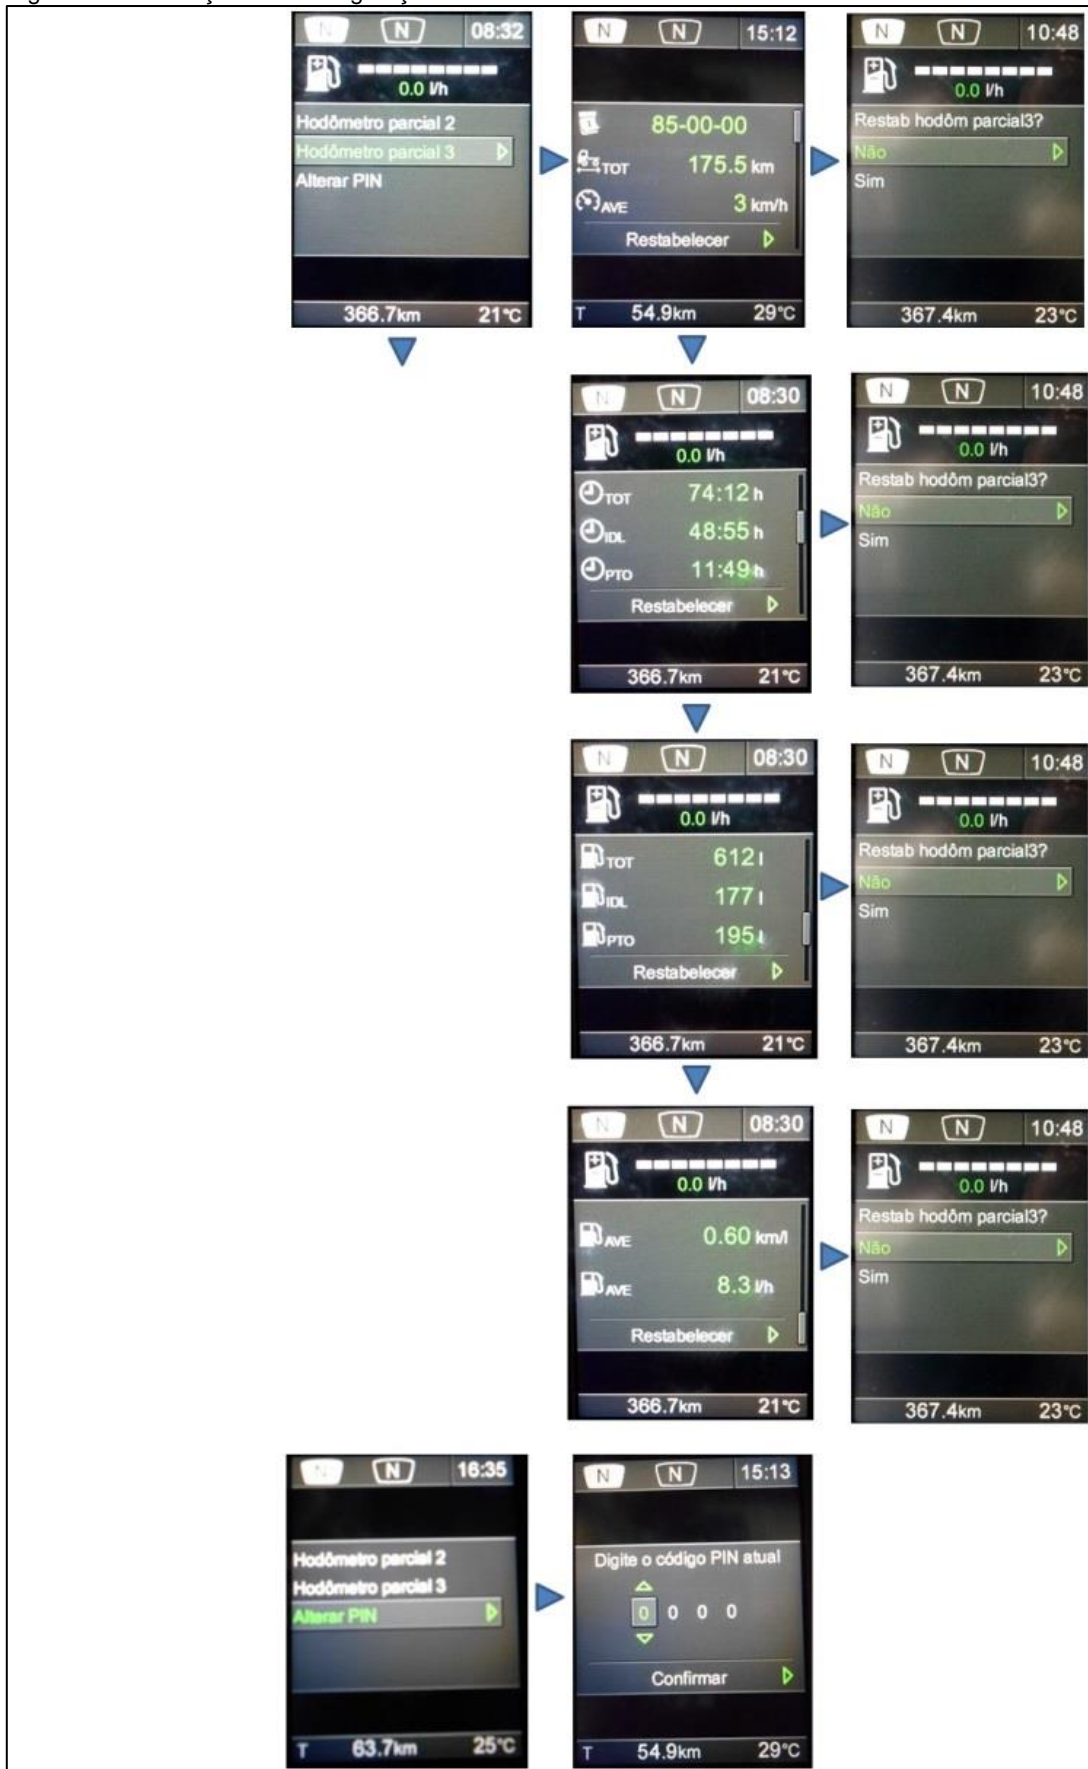 N N 08:32
0.0 l/h
Hodômetro parcial 2
Hodômetro parcial 3
Alterar PIN
366.7km 21°C
N N 15:12
85-00-00
TOT 175.5 km
AVE 3 km/h
Restabelecer
T 54.9km 29°C
N N 10:48
0.0 l/h
Restab hodôm parcial3?
Não
Sim
367.4km 23°C
N N 08:30
0.0 l/h
TOT 74:12 h
IDL 48:55 h
PTO 11:49 h
Restabelecer
366.7km 21°C
N N 10:48
0.0 l/h
Restab hodôm parcial3?
Não
Sim
367.4km 23°C
N N 08:30
0.0 l/h
TOT 612 l
IDL 177 l
PTO 195 l
Restabelecer
366.7km 21°C
N N 10:48
0.0 l/h
Restab hodôm parcial3?
Não
Sim
367.4km 23°C
N N 08:30
0.0 l/h
AVE 0.60 km/l
AVE 8.3 l/h
Restabelecer
366.7km 21°C
N N 10:48
0.0 l/h
Restab hodôm parcial3?
Não
Sim
367.4km 23°C
N N 16:35
Hodômetro parcial 2
Hodômetro parcial 3
Alterar PIN
T 63.7km 25°C
N N 15:13
Digite o código PIN atual
0 0 0 0
Confirmar
T 54.9km 29°C